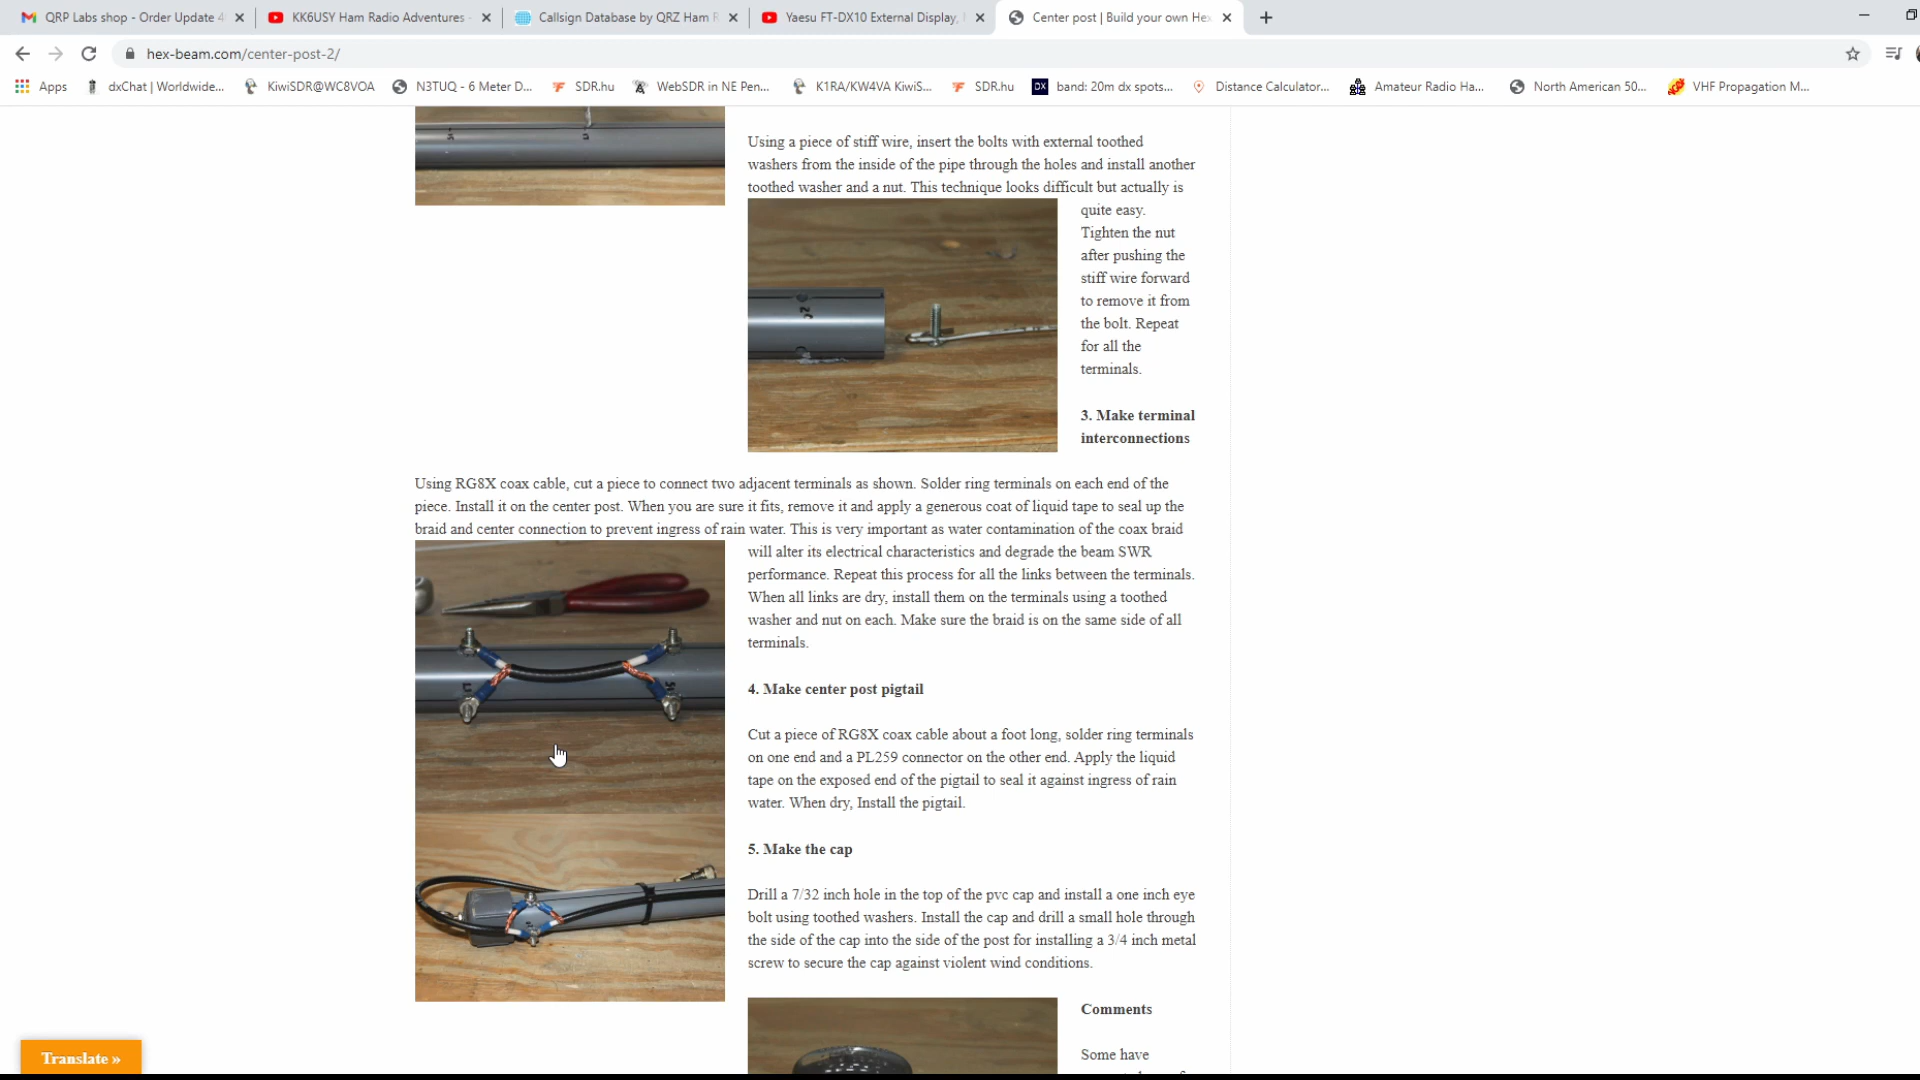 QRP Labs shop - Order Update 4
KK6USY Ham Radio Adventures -
Callsign Database by QRZ Ham R
Yaesu FT-DX10 External Display,
Center post | Build your own Hex
hex-beam.com/center-post-2/
Apps
dxChat | Worldwide...
KiwiSDR@WC8VOA
N3TUQ - 6 Meter D...
SDR.hu
WebSDR in NE Pen...
K1RA/KW4VA KiwiS...
SDR.hu
DX
band: 20m dx spots...
Distance Calculator...
Amateur Radio Ha...
North American 50...
VHF Propagation M...
Using a piece of stiff wire, insert the bolts with external toothed
washers from the inside of the pipe through the holes and install another
toothed washer and a nut. This technique looks difficult but actually is
quite easy.
Tighten the nut
after pushing the
stiff wire forward
to remove it from
the bolt. Repeat
for all the
terminals.
3. Make terminal
interconnections
Using RG8X coax cable, cut a piece to connect two adjacent terminals as shown. Solder ring terminals on each end of the
piece. Install it on the center post. When you are sure it fits, remove it and apply a generous coat of liquid tape to seal up the
braid and center connection to prevent ingress of rain water. This is very important as water contamination of the coax braid
will alter its electrical characteristics and degrade the beam SWR
performance. Repeat this process for all the links between the terminals.
When all links are dry, install them on the terminals using a toothed
washer and nut on each. Make sure the braid is on the same side of all
terminals.
4. Make center post pigtail
Cut a piece of RG8X coax cable about a foot long, solder ring terminals
on one end and a PL259 connector on the other end. Apply the liquid
tape on the exposed end of the pigtail to seal it against ingress of rain
water. When dry, Install the pigtail.
5. Make the cap
Drill a 7/32 inch hole in the top of the pvc cap and install a one inch eye
bolt using toothed washers. Install the cap and drill a small hole through
the side of the cap into the side of the post for installing a 3/4 inch metal
screw to secure the cap against violent wind conditions.
Comments
Some have
Translate »